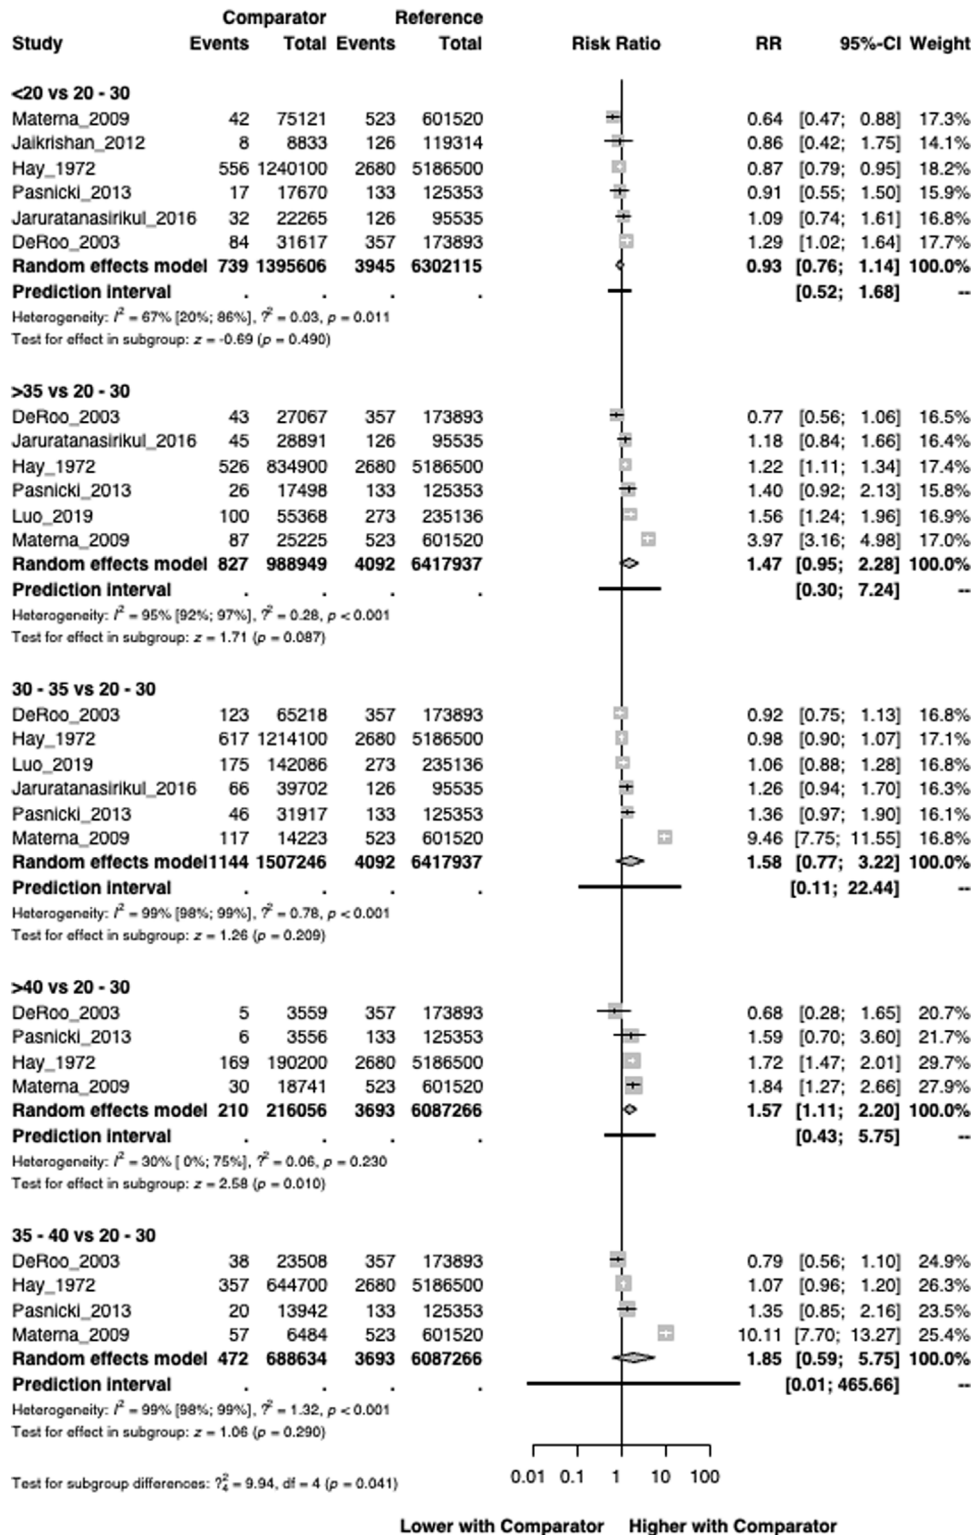 Comparator Reference
Study Events Total Events Total Risk Ratio RR 95%-CI Weight
<20 vs 20 - 30
Materna_2009 42 75121 523 601520 0.64 [0.47; 0.88] 17.3%
Jaikrishan_2012 8 8833 126 119314 0.86 [0.42; 1.75] 14.1%
Hay_1972 556 1240100 2680 5186500 0.87 [0.79; 0.95] 18.2%
Pasnicki_2013 17 17670 133 125353 0.91 [0.55; 1.50] 15.9%
Jaruratanasirikul_2016 32 22265 126 95535 1.09 [0.74; 1.61] 16.8%
DeRoo_2003 84 31617 357 173893 1.29 [1.02; 1.64] 17.7%
Random effects model 739 1395606 3945 6302115 0.93 [0.76; 1.14] 100.0%
Prediction interval . . . . [0.52; 1.68] --
Heterogeneity: I² = 67% [20%; 86%], ?² = 0.03, p = 0.011
Test for effect in subgroup: z = -0.69 (p = 0.490)
>35 vs 20 - 30
DeRoo_2003 43 27067 357 173893 0.77 [0.56; 1.06] 16.5%
Jaruratanasirikul_2016 45 28891 126 95535 1.18 [0.84; 1.66] 16.4%
Hay_1972 526 834900 2680 5186500 1.22 [1.11; 1.34] 17.4%
Pasnicki_2013 26 17498 133 125353 1.40 [0.92; 2.13] 15.8%
Luo_2019 100 55368 273 235136 1.56 [1.24; 1.96] 16.9%
Materna_2009 87 25225 523 601520 3.97 [3.16; 4.98] 17.0%
Random effects model 827 988949 4092 6417937 1.47 [0.95; 2.28] 100.0%
Prediction interval . . . . [0.30; 7.24] --
Heterogeneity: I² = 95% [92%; 97%], ?² = 0.28, p < 0.001
Test for effect in subgroup: z = 1.71 (p = 0.087)
30 - 35 vs 20 - 30
DeRoo_2003 123 65218 357 173893 0.92 [0.75; 1.13] 16.8%
Hay_1972 617 1214100 2680 5186500 0.98 [0.90; 1.07] 17.1%
Luo_2019 175 142086 273 235136 1.06 [0.88; 1.28] 16.8%
Jaruratanasirikul_2016 66 39702 126 95535 1.26 [0.94; 1.70] 16.3%
Pasnicki_2013 46 31917 133 125353 1.36 [0.97; 1.90] 16.1%
Materna_2009 117 14223 523 601520 9.46 [7.75; 11.55] 16.8%
Random effects model1144 1507246 4092 6417937 1.58 [0.77; 3.22] 100.0%
Prediction interval . . . . [0.11; 22.44] --
Heterogeneity: I² = 99% [98%; 99%], ?² = 0.78, p < 0.001
Test for effect in subgroup: z = 1.26 (p = 0.209)
>40 vs 20 - 30
DeRoo_2003 5 3559 357 173893 0.68 [0.28; 1.65] 20.7%
Pasnicki_2013 6 3556 133 125353 1.59 [0.70; 3.60] 21.7%
Hay_1972 169 190200 2680 5186500 1.72 [1.47; 2.01] 29.7%
Materna_2009 30 18741 523 601520 1.84 [1.27; 2.66] 27.9%
Random effects model 210 216056 3693 6087266 1.57 [1.11; 2.20] 100.0%
Prediction interval . . . . [0.43; 5.75] --
Heterogeneity: I² = 30% [ 0%; 75%], ?² = 0.06, p = 0.230
Test for effect in subgroup: z = 2.58 (p = 0.010)
35 - 40 vs 20 - 30
DeRoo_2003 38 23508 357 173893 0.79 [0.56; 1.10] 24.9%
Hay_1972 357 644700 2680 5186500 1.07 [0.96; 1.20] 26.3%
Pasnicki_2013 20 13942 133 125353 1.35 [0.85; 2.16] 23.5%
Materna_2009 57 6484 523 601520 10.11 [7.70; 13.27] 25.4%
Random effects model 472 688634 3693 6087266 1.85 [0.59; 5.75] 100.0%
Prediction interval . . . . [0.01; 465.66] --
Heterogeneity: I² = 99% [98%; 99%], ?² = 1.32, p < 0.001
Test for effect in subgroup: z = 1.06 (p = 0.290)
0.01 0.1 1 10 100
Test for subgroup differences: ?²₄ = 9.94, df = 4 (p = 0.041)
Lower with Comparator Higher with Comparator